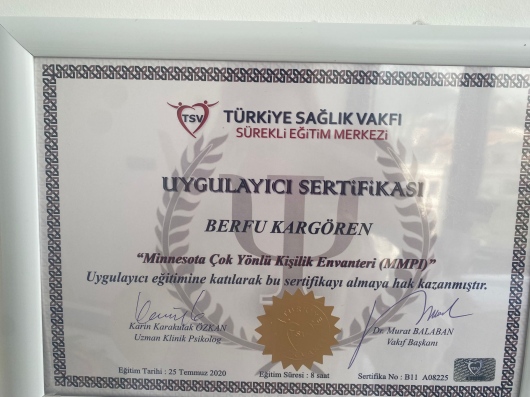 TSV
TÜRKİYE SAĞLIK VAKFI
SÜREKLİ EĞİTİM MERKEZİ
UYGULAYICI SERTİFİKASI
BERFU KARGÖREN
“Minnesota Çok Yönlü Kişilik Envanteri (MMPI)”
Uygulayıcı eğitimine katılarak bu sertifikayı almaya hak kazanmıştır.
Karin Karakulak ÖZKAN
Uzman Klinik Psikolog
Dr. Murat BALABAN
Vakıf Başkanı
Eğitim Tarihi : 25 Temmuz 2020
Eğitim Süresi : 8 saat
Sertifika No : B11 A08225